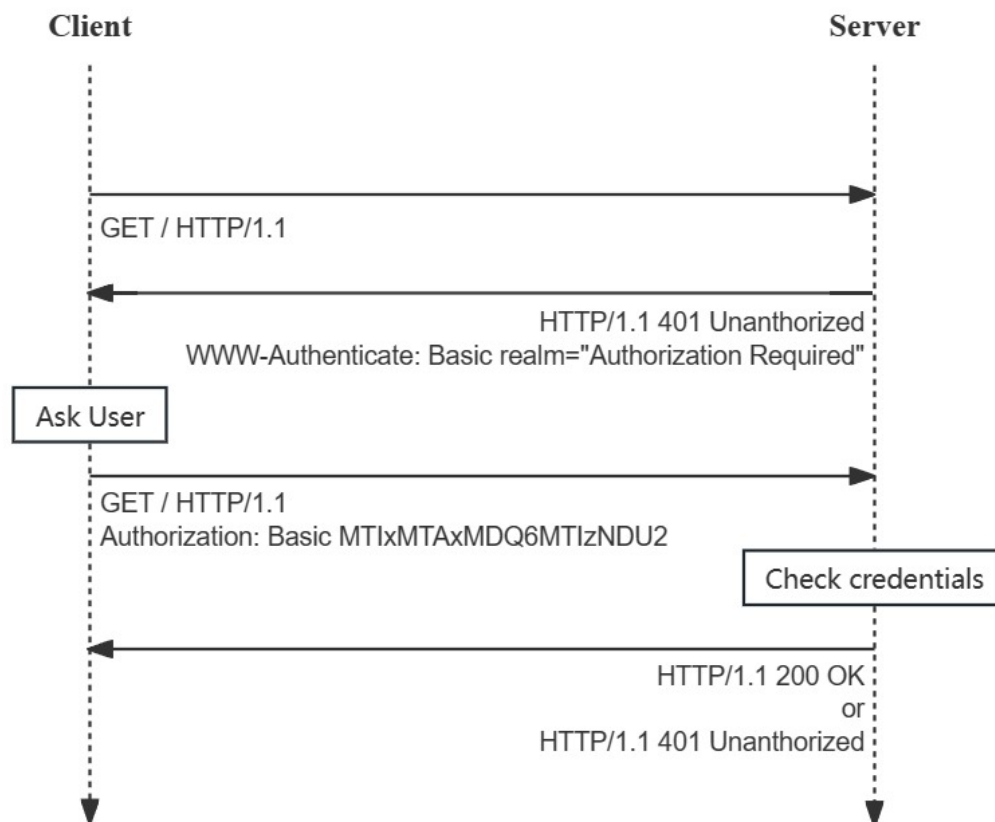 Client
Server
GET / HTTP/1.1
HTTP/1.1 401 Unanthorized
WWW-Authenticate: Basic realm="Authorization Required"
Ask User
GET / HTTP/1.1
Authorization: Basic MTIxMTAxMDQ6MTIzNDU2
Check credentials
HTTP/1.1 200 OK
or
HTTP/1.1 401 Unanthorized